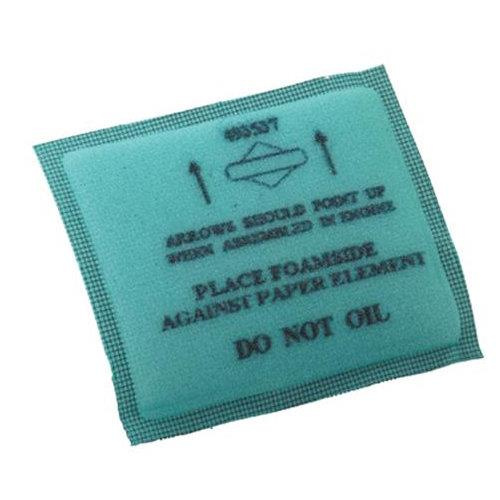 493537
ARROWS SHOULD POINT UP
WHEN ASSEMBLED IN ENGINE
PLACE FOAMSIDE
AGAINST PAPER ELEMENT
DO NOT OIL